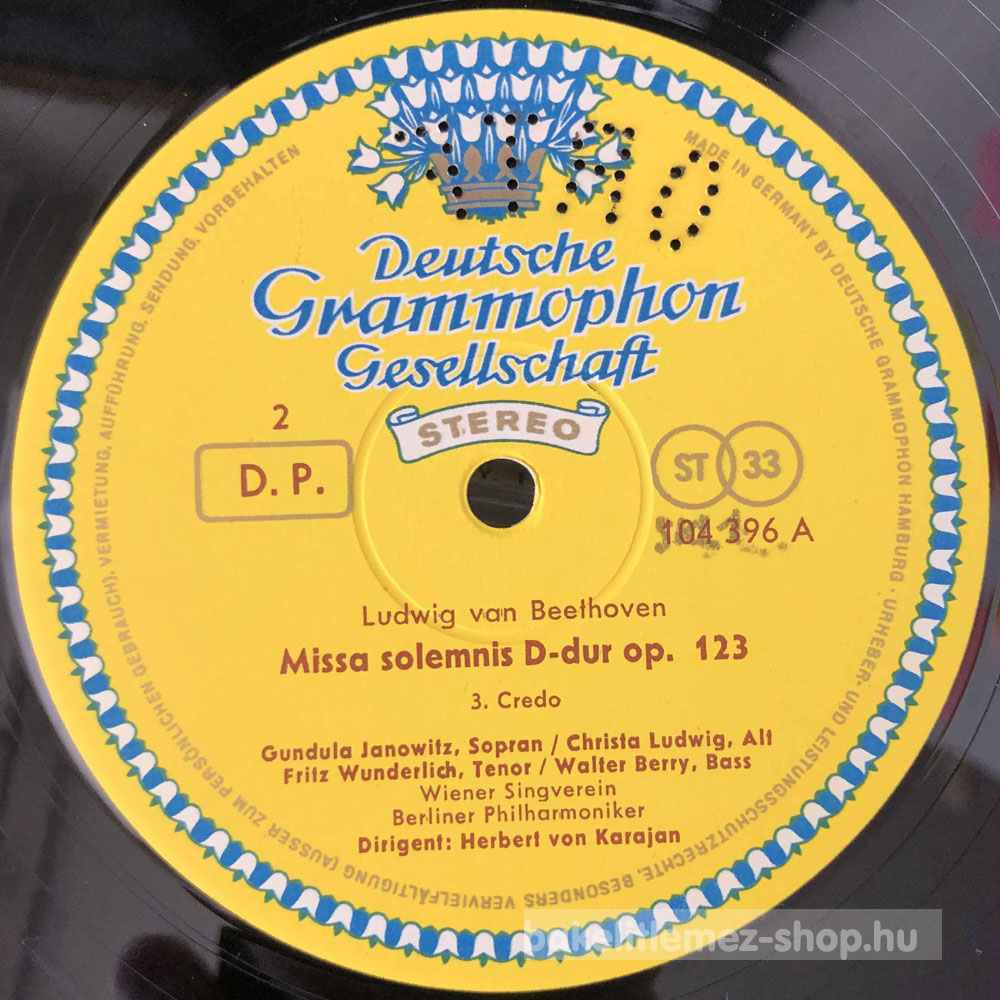 Deutsche
Grammophon
Gesellschaft
STEREO
2
D. P.
ST 33
104 396 A
Ludwig van Beethoven
Missa solemnis D-dur op. 123
3. Credo
Gundula Janowitz, Sopran / Christa Ludwig, Alt
Fritz Wunderlich, Tenor / Walter Berry, Bass
Wiener Singverein
Berliner Philharmoniker
Dirigent: Herbert von Karajan
MADE IN GERMANY BY DEUTSCHE GRAMMOPHON HAMBURG · URHEBER- UND LEISTUNGSSCHUTZRECHTE, BESONDERS VERVIELFÄLTIGUNG (AUSSER ZUM PERSÖNLICHEN GEBRAUCH), VERMIETUNG, AUFFÜHRUNG, SENDUNG, VORBEHALTEN
bakelitlemez-shop.hu